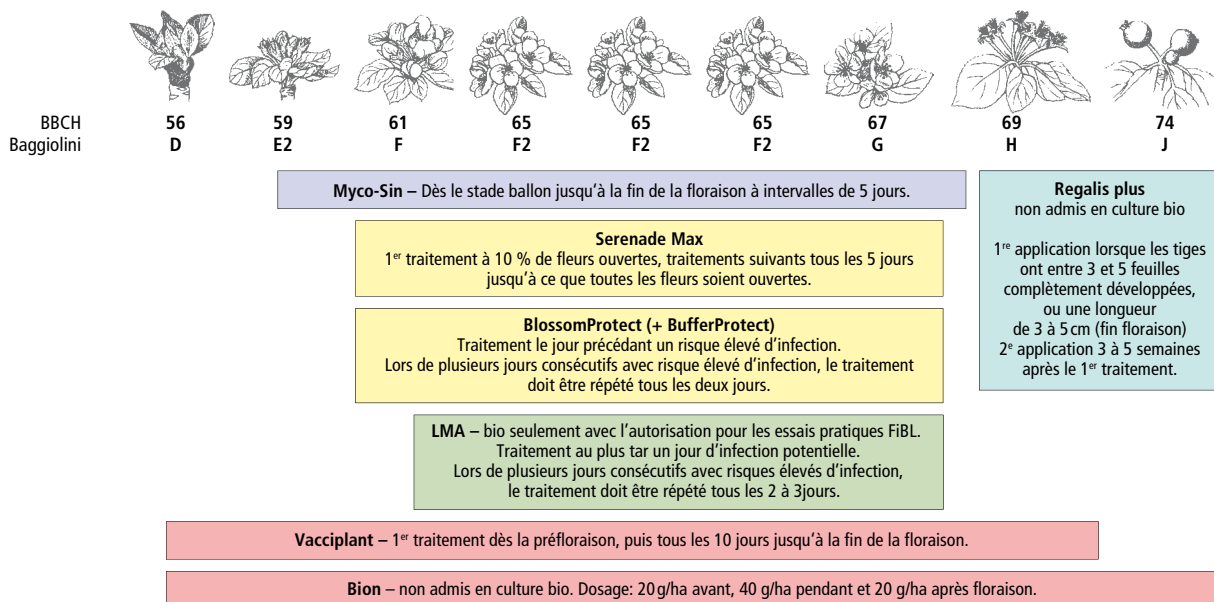 BBCH 56 59 61 65 65 65 67 69 74
Baggiolini D E2 F F2 F2 F2 G H J
Myco-Sin – Dès le stade ballon jusqu'à la fin de la floraison à intervalles de 5 jours.
Regalis plus
non admis en culture bio
1re application lorsque les tiges
ont entre 3 et 5 feuilles
complètement développées,
ou une longueur
de 3 à 5 cm (fin floraison)
2e application 3 à 5 semaines
après le 1er traitement.
Serenade Max
1er traitement à 10 % de fleurs ouvertes, traitements suivants tous les 5 jours
jusqu'à ce que toutes les fleurs soient ouvertes.
BlossomProtect (+ BufferProtect)
Traitement le jour précédant un risque élevé d'infection.
Lors de plusieurs jours consécutifs avec risque élevé d'infection, le traitement
doit être répété tous les deux jours.
LMA – bio seulement avec l'autorisation pour les essais pratiques FiBL.
Traitement au plus tar un jour d'infection potentielle.
Lors de plusieurs jours consécutifs avec risques élevés d'infection,
le traitement doit être répété tous les 2 à 3jours.
Vacciplant – 1er traitement dès la préfloraison, puis tous les 10 jours jusqu'à la fin de la floraison.
Bion – non admis en culture bio. Dosage: 20 g/ha avant, 40 g/ha pendant et 20 g/ha après floraison.